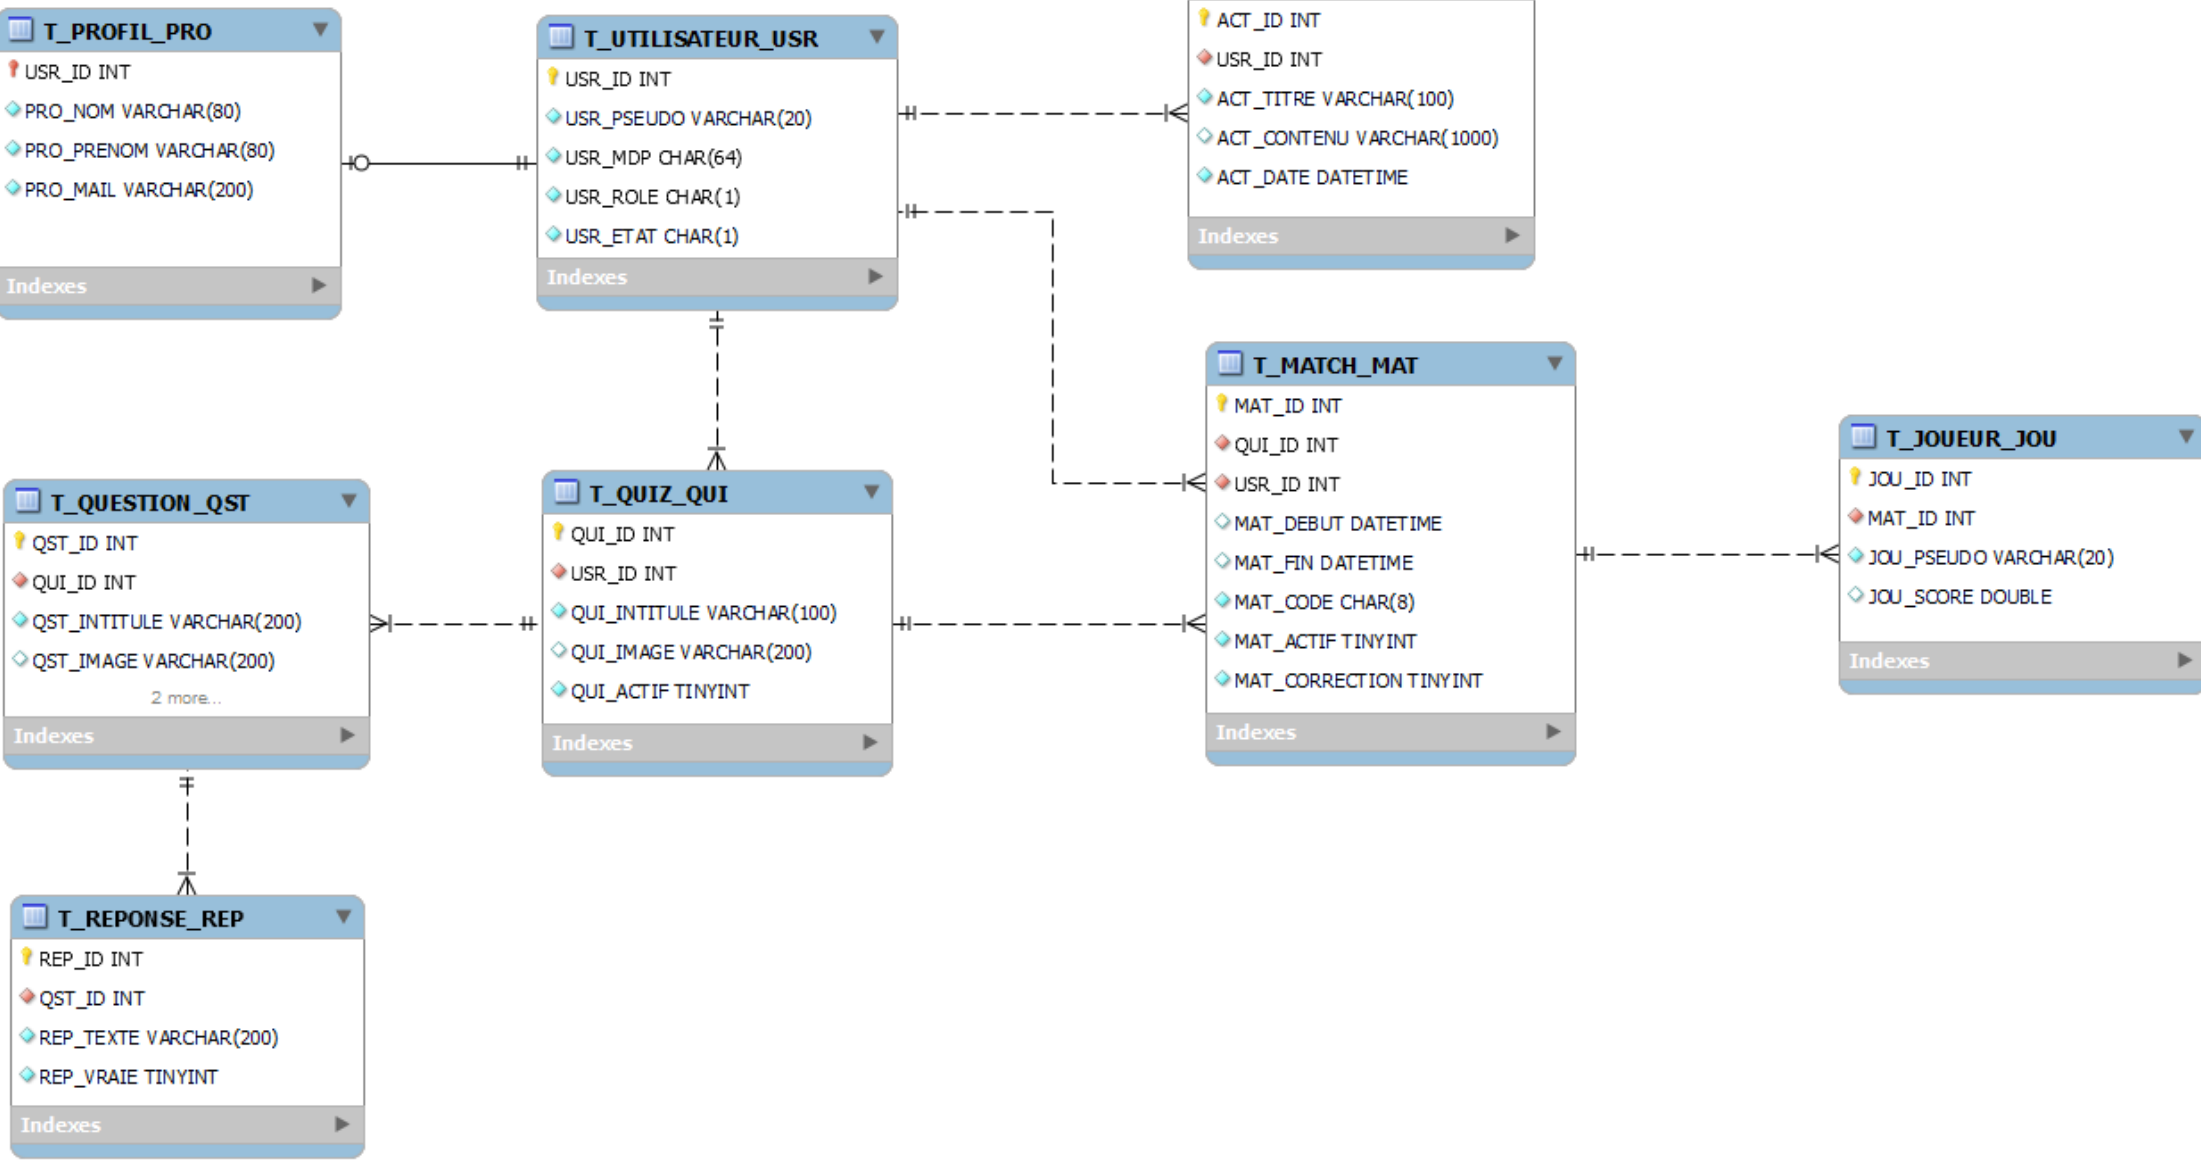 T_PROFIL_PRO
USR_ID INT
PRO_NOM VARCHAR(80)
PRO_PRENOM VARCHAR(80)
PRO_MAIL VARCHAR(200)
Indexes
T_UTILISATEUR_USR
USR_ID INT
USR_PSEUDO VARCHAR(20)
USR_MDP CHAR(64)
USR_ROLE CHAR(1)
USR_ETAT CHAR(1)
Indexes
ACT_ID INT
USR_ID INT
ACT_TITRE VARCHAR(100)
ACT_CONTENU VARCHAR(1000)
ACT_DATE DATETIME
Indexes
T_MATCH_MAT
MAT_ID INT
QUI_ID INT
USR_ID INT
MAT_DEBUT DATETIME
MAT_FIN DATETIME
MAT_CODE CHAR(8)
MAT_ACTIF TINYINT
MAT_CORRECTION TINYINT
Indexes
T_JOUEUR_JOU
JOU_ID INT
MAT_ID INT
JOU_PSEUDO VARCHAR(20)
JOU_SCORE DOUBLE
Indexes
T_QUESTION_QST
QST_ID INT
QUI_ID INT
QST_INTITULE VARCHAR(200)
QST_IMAGE VARCHAR(200)
2 more...
Indexes
T_QUIZ_QUI
QUI_ID INT
USR_ID INT
QUI_INTITULE VARCHAR(100)
QUI_IMAGE VARCHAR(200)
QUI_ACTIF TINYINT
Indexes
T_REPONSE_REP
REP_ID INT
QST_ID INT
REP_TEXTE VARCHAR(200)
REP_VRAIE TINYINT
Indexes